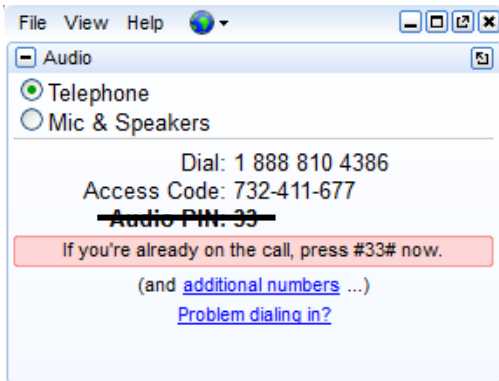 File View Help
Audio
Telephone
Mic & Speakers
Dial: 1 888 810 4386
Access Code: 732-411-677
Audio PIN: 33
If you're already on the call, press #33# now.
(and additional numbers ...)
Problem dialing in?